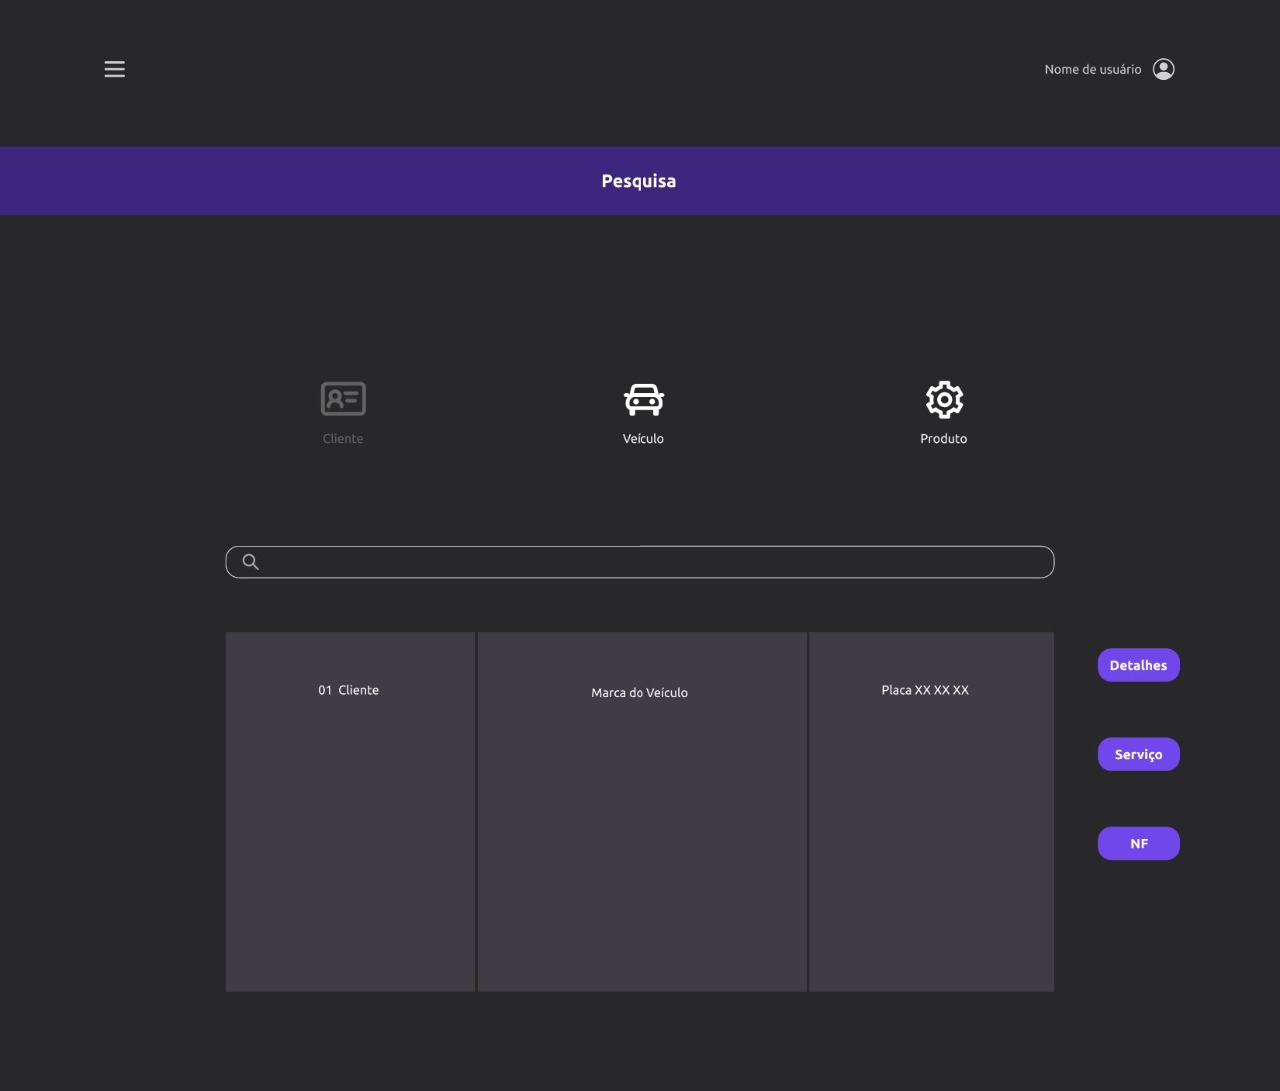 Nome de usuário
Pesquisa
Cliente
Veículo
Produto
01 Cliente
Marca do Veículo
Placa XX XX XX
Detalhes
Serviço
NF